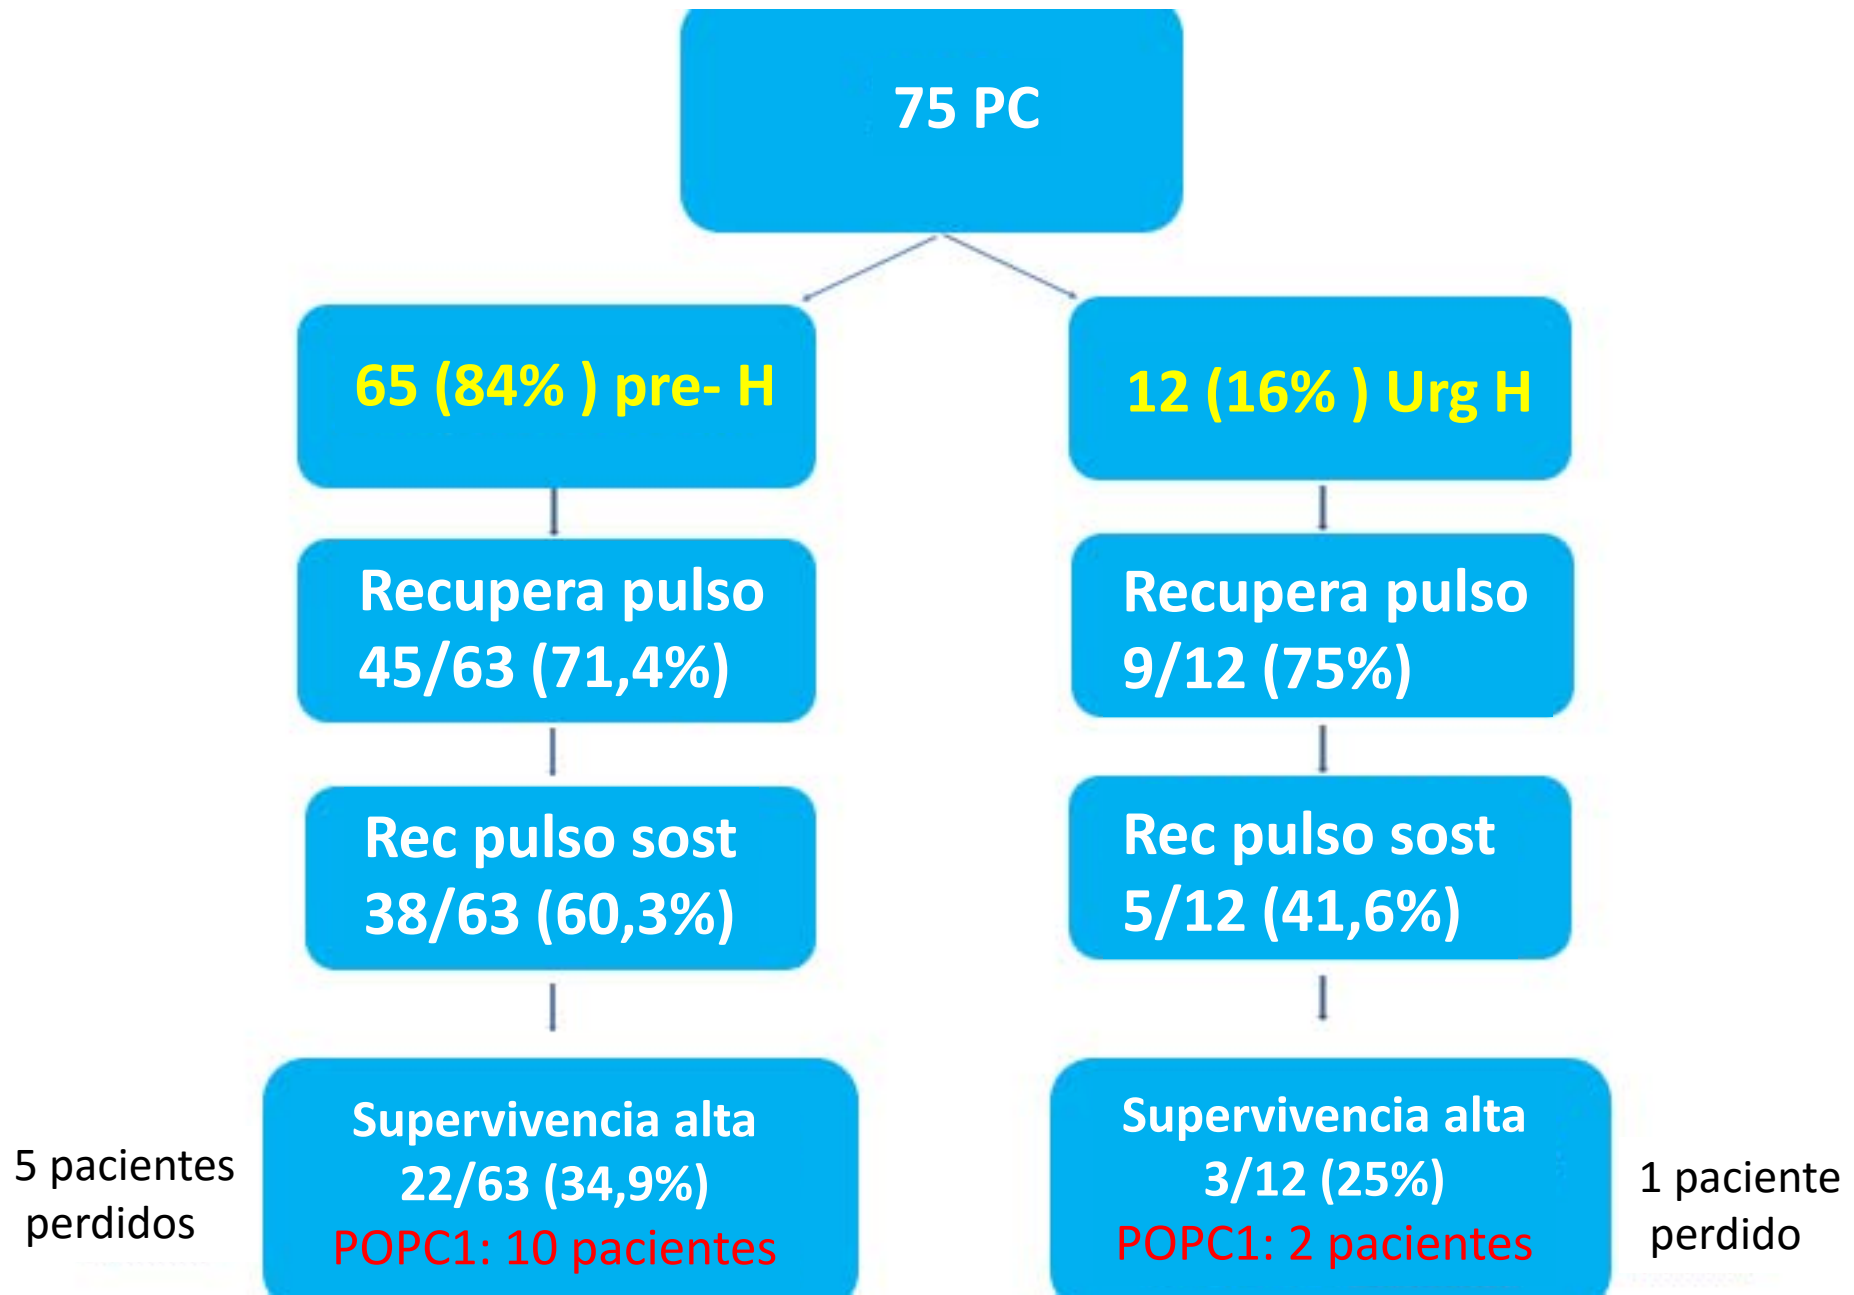 75 PC
65 (84% ) pre- H
12 (16% ) Urg H
Recupera pulso
45/63 (71,4%)
Recupera pulso
9/12 (75%)
Rec pulso sost
38/63 (60,3%)
Rec pulso sost
5/12 (41,6%)
5 pacientes
perdidos
Supervivencia alta
22/63 (34,9%)
POPC1: 10 pacientes
Supervivencia alta
3/12 (25%)
POPC1: 2 pacientes
1 paciente
perdido